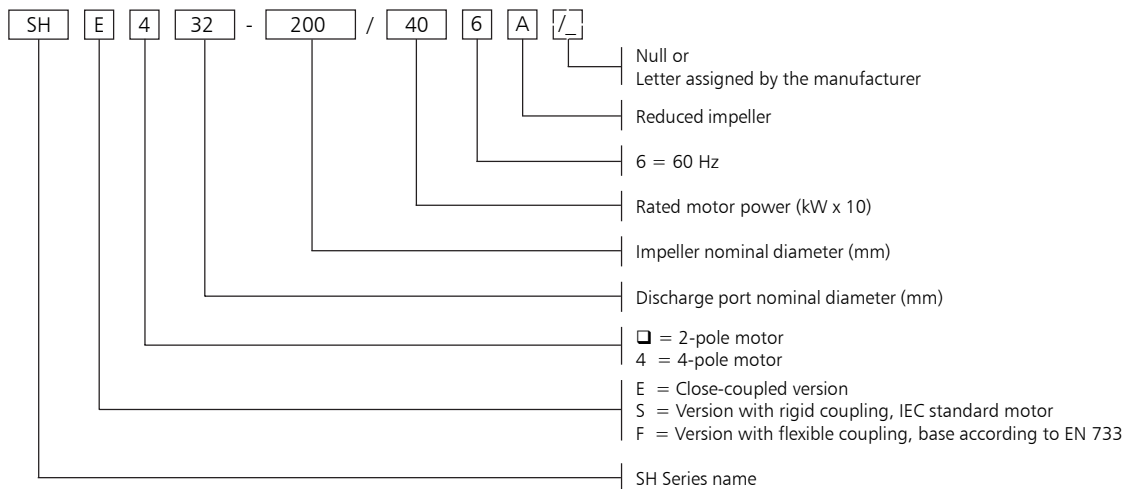 SH E 4 32 - 200 / 40 6 A /_
Null or
Letter assigned by the manufacturer
Reduced impeller
6 = 60 Hz
Rated motor power (kW x 10)
Impeller nominal diameter (mm)
Discharge port nominal diameter (mm)
❑ = 2-pole motor
4 = 4-pole motor
E = Close-coupled version
S = Version with rigid coupling, IEC standard motor
F = Version with flexible coupling, base according to EN 733
SH Series name